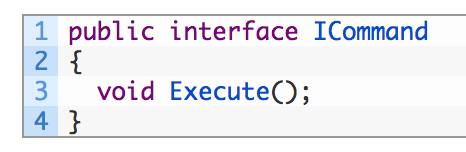 1 public interface ICommand
2 {
3   void Execute();
4 }